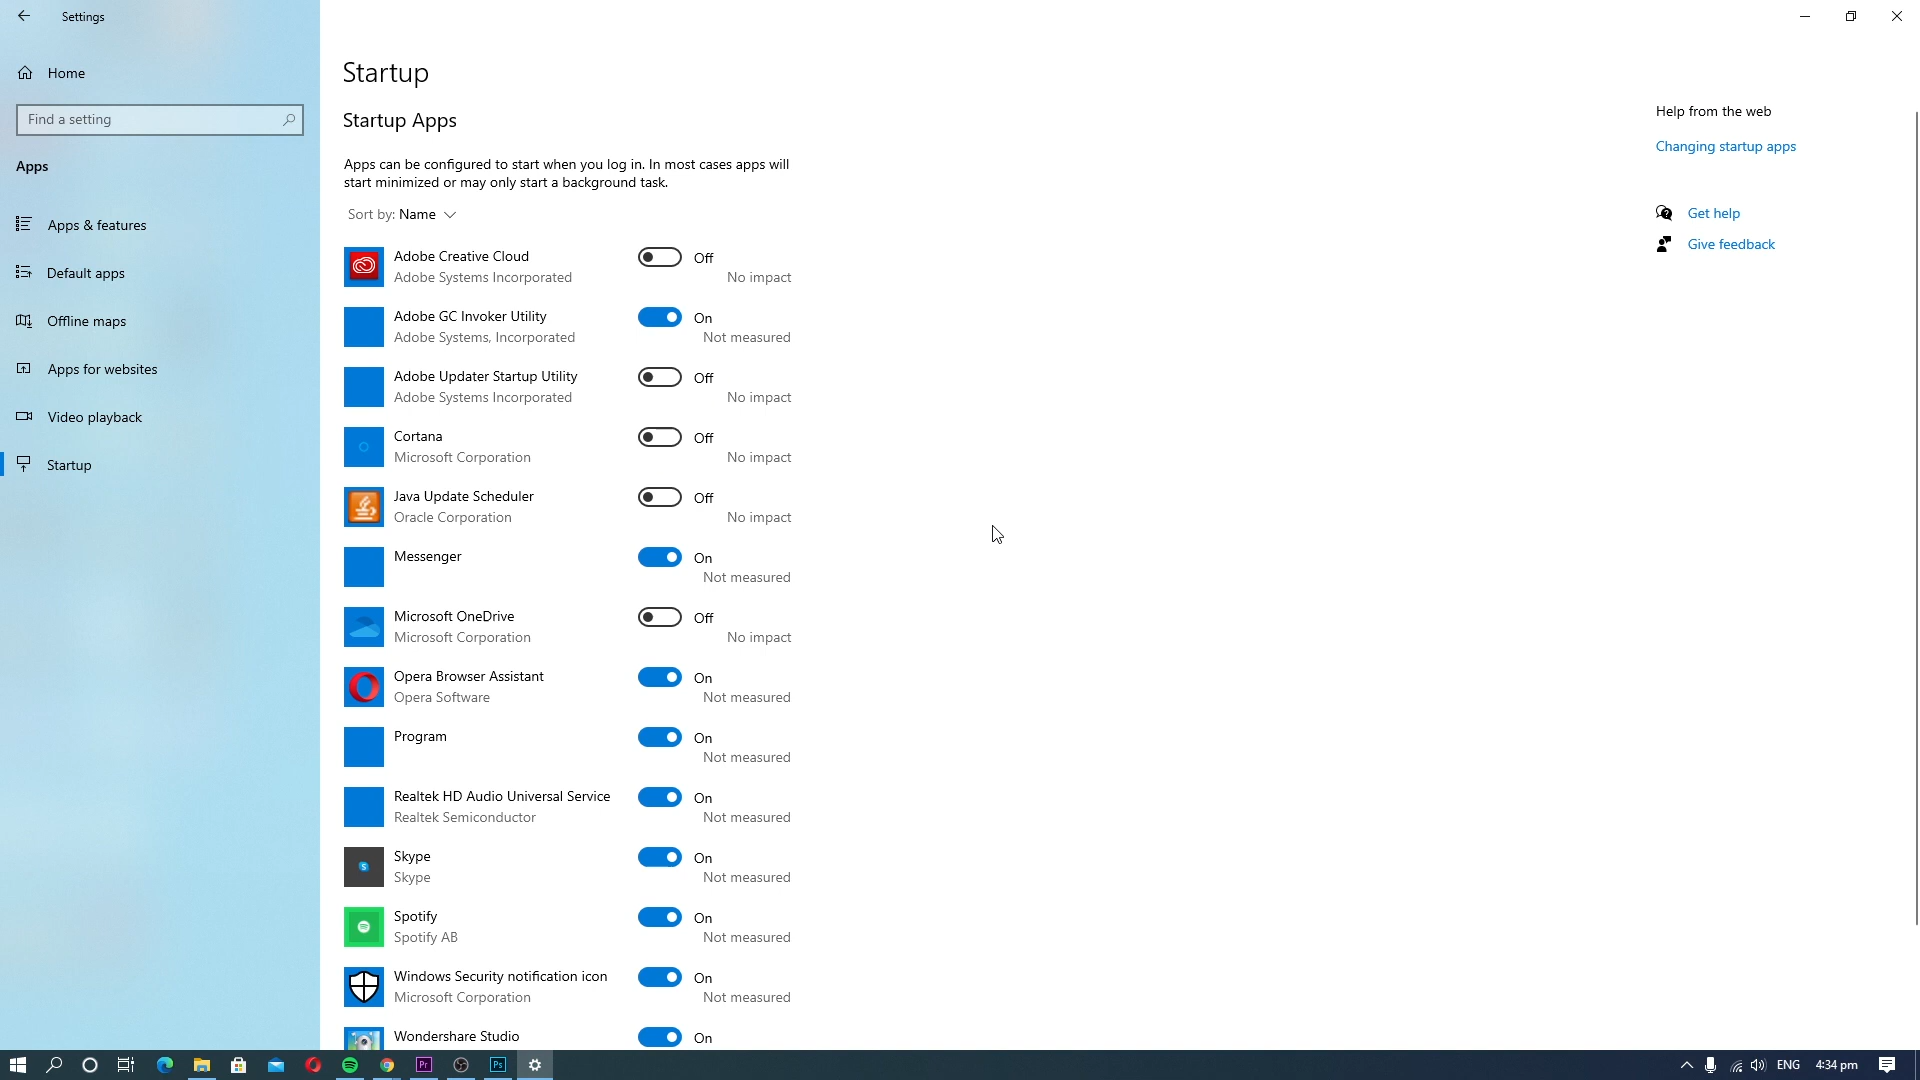 Settings
Home
Find a setting
Apps
Apps & features
Default apps
Offline maps
Apps for websites
Video playback
Startup
Startup
Startup Apps
Apps can be configured to start when you log in. In most cases apps will
start minimized or may only start a background task.
Sort by: Name
Adobe Creative Cloud
Off
Adobe Systems Incorporated
No impact
Adobe GC Invoker Utility
On
Adobe Systems, Incorporated
Not measured
Adobe Updater Startup Utility
Off
Adobe Systems Incorporated
No impact
Cortana
Off
Microsoft Corporation
No impact
Java Update Scheduler
Off
Oracle Corporation
No impact
Messenger
On
Not measured
Microsoft OneDrive
Off
Microsoft Corporation
No impact
Opera Browser Assistant
On
Opera Software
Not measured
Program
On
Not measured
Realtek HD Audio Universal Service
On
Realtek Semiconductor
Not measured
Skype
On
Skype
Not measured
Spotify
On
Spotify AB
Not measured
Windows Security notification icon
On
Microsoft Corporation
Not measured
Wondershare Studio
On
Help from the web
Changing startup apps
Get help
Give feedback
Pr
Ps
ENG
4:34 pm